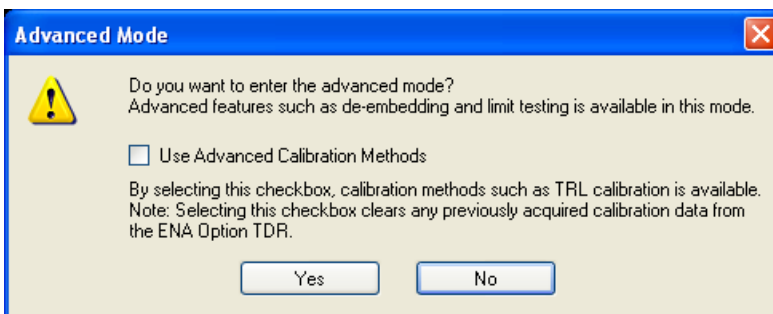 Advanced Mode
Do you want to enter the advanced mode?
Advanced features such as de-embedding and limit testing is available in this mode.
Use Advanced Calibration Methods
By selecting this checkbox, calibration methods such as TRL calibration is available.
Note: Selecting this checkbox clears any previously acquired calibration data from
the ENA Option TDR.
Yes
No